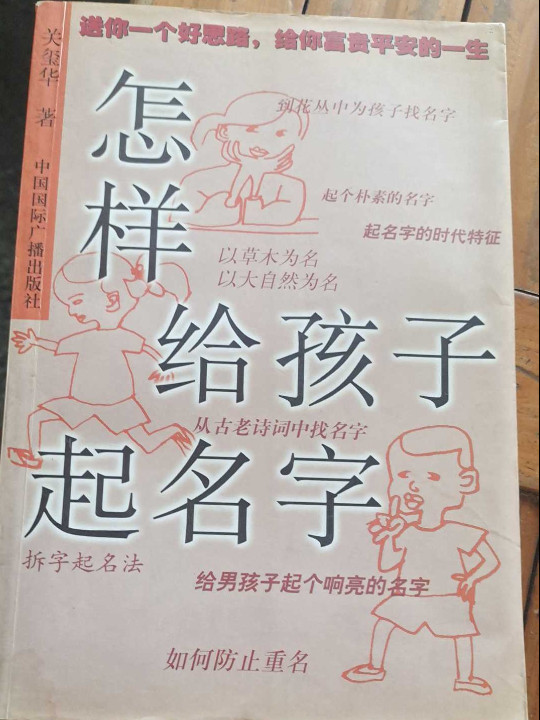 送你一个好思路，给你富贵平安的一生
关玺华 著
中国国际广播出版社
怎样
给孩子
起名字
到花丛中为孩子找名字
起个朴素的名字
起名字的时代特征
以草木为名
以大自然为名
从古老诗词中找名字
拆字起名法
给男孩子起个响亮的名字
如何防止重名